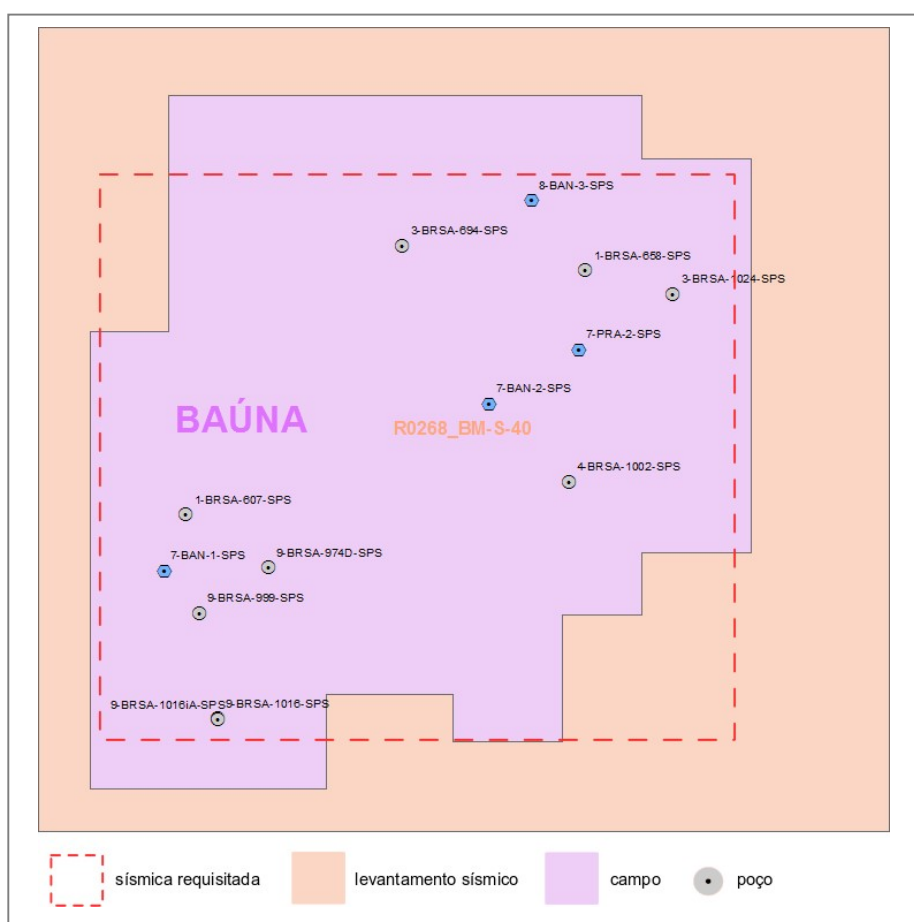 8-BAN-3-SPS
3-BRSA-694-SPS
1-BRSA-658-SPS
3-BRSA-1024-SPS
7-PRA-2-SPS
7-BAN-2-SPS
BAÚNA
R0268_BM-S-40
4-BRSA-1002-SPS
1-BRSA-607-SPS
7-BAN-1-SPS
9-BRSA-974D-SPS
9-BRSA-999-SPS
9-BRSA-1016iA-SPS
9-BRSA-1016-SPS
sísmica requisitada
levantamento sísmico
campo
poço